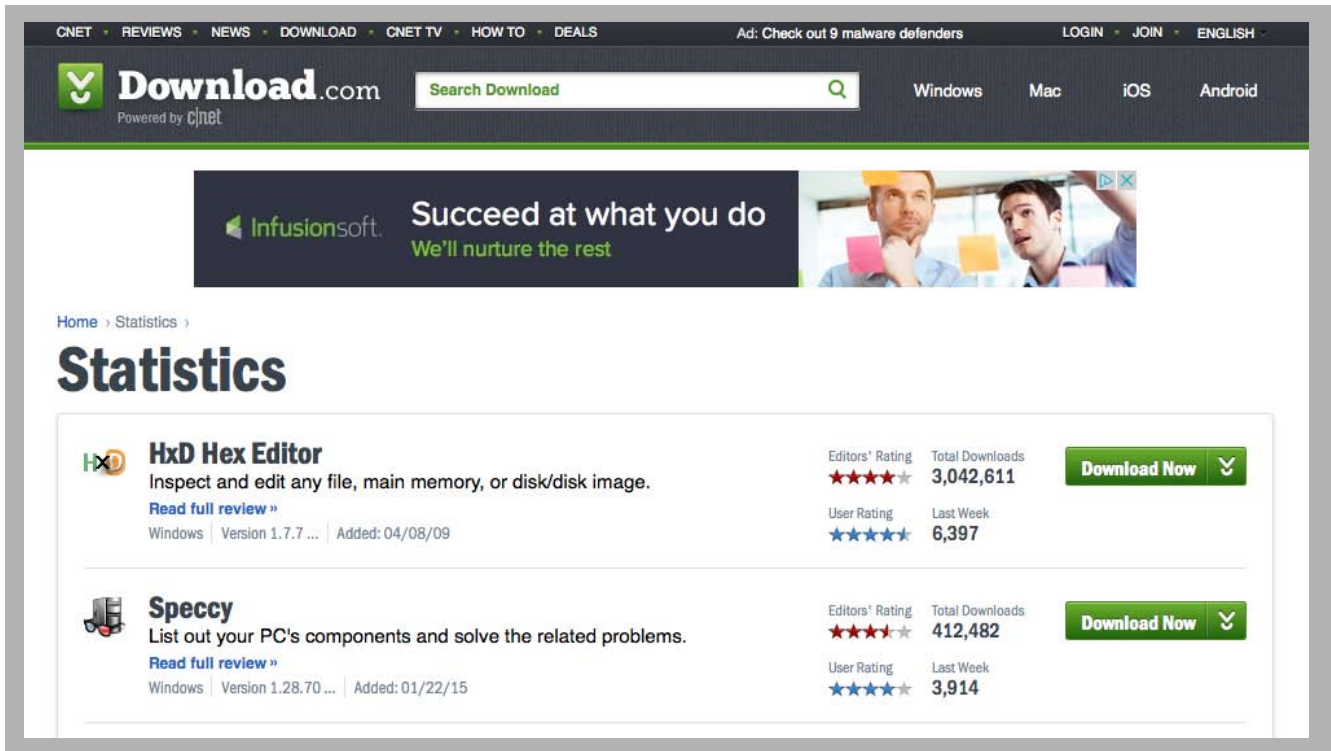 CNET REVIEWS NEWS DOWNLOAD CNET TV HOW TO DEALS Ad: Check out 9 malware defenders LOGIN JOIN ENGLISH
Download.com Search Download Windows Mac iOS Android
Powered by c|net
Infusionsoft. Succeed at what you do
We'll nurture the rest
Home › Statistics ›
Statistics
HxD
HxD Hex Editor
Inspect and edit any file, main memory, or disk/disk image.
Read full review »
Windows Version 1.7.7 ... Added: 04/08/09
Editors' Rating Total Downloads
3,042,611
User Rating Last Week
6,397
Download Now
Speccy
List out your PC's components and solve the related problems.
Read full review »
Windows Version 1.28.70 ... Added: 01/22/15
Editors' Rating Total Downloads
412,482
User Rating Last Week
3,914
Download Now